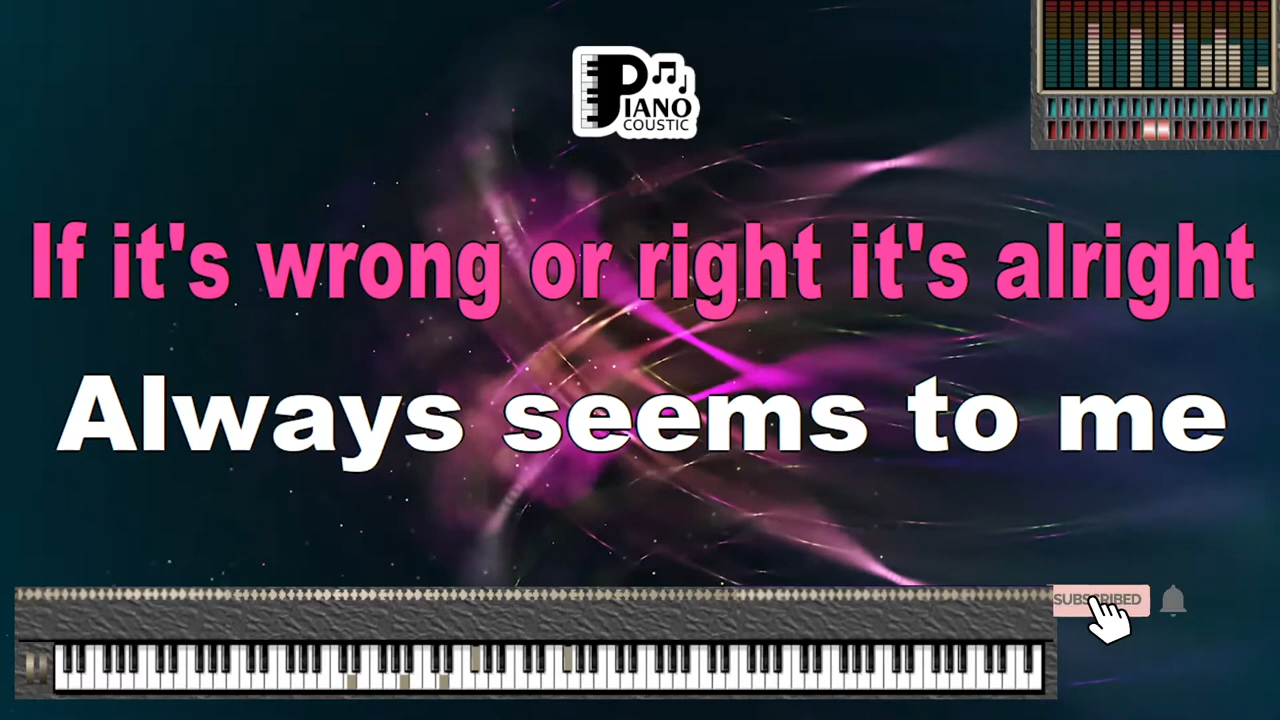 PIANO
COUSTIC
If it's wrong or right it's alright
Always seems to me
SUBSCRIBED